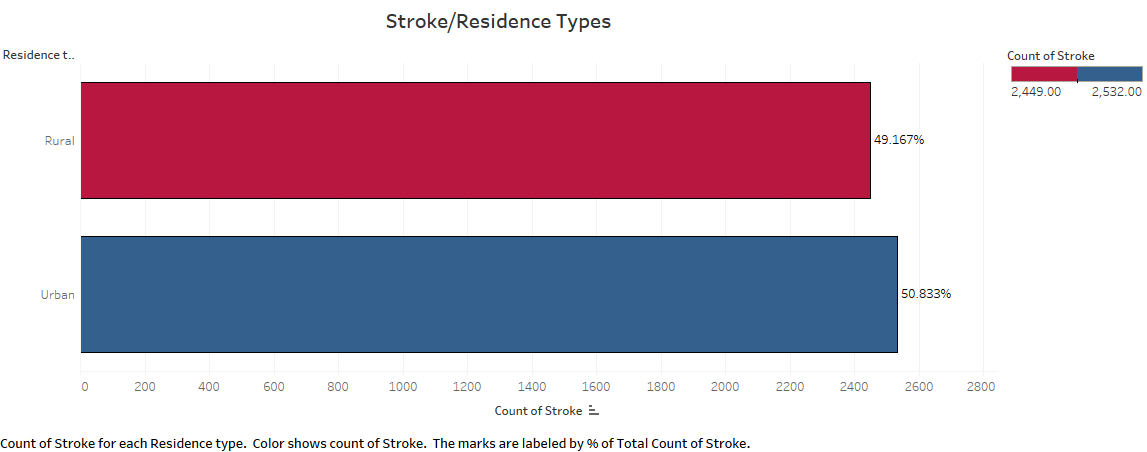 Stroke/Residence Types
Residence t..
Count of Stroke
2,449.00 2,532.00
Rural
49.167%
Urban
50.833%
0 200 400 600 800 1000 1200 1400 1600 1800 2000 2200 2400 2600 2800
Count of Stroke
Count of Stroke for each Residence type. Color shows count of Stroke. The marks are labeled by % of Total Count of Stroke.